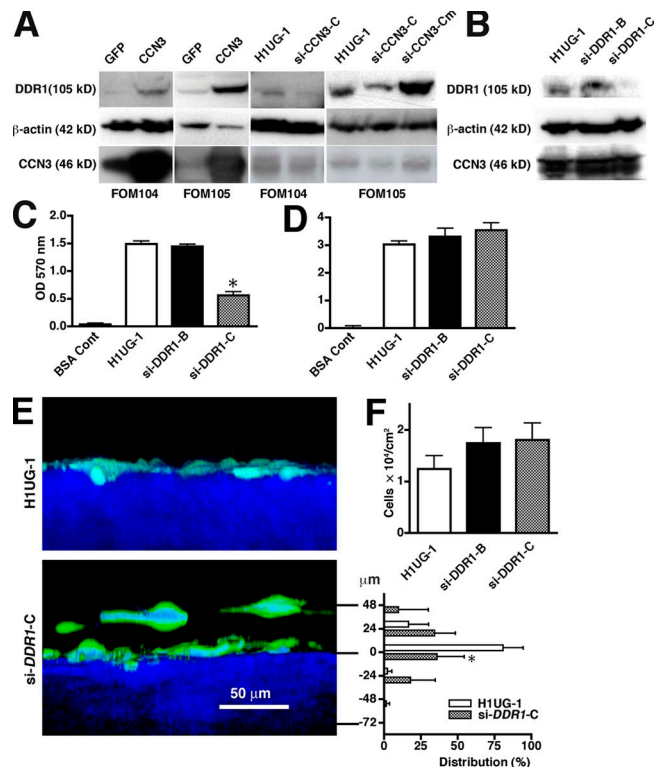 A
GFP
CCN3
GFP
CCN3
H1UG-1
si-CCN3-C
H1UG-1
si-CCN3-C
si-CCN3-Cm
DDR1(105 kD)
β-actin (42 kD)
CCN3 (46 kD)
FOM104
FOM105
FOM104
FOM105
B
H1UG-1
si-DDR1-B
si-DDR1-C
DDR1 (105 kD)
β-actin (42 kD)
CCN3 (46 kD)
C
OD 570 nm
1.5
1.0
0.5
0.0
*
BSA Cont
H1UG-1
si-DDR1-B
si-DDR1-C
D
4
3
2
1
0
BSA Cont
H1UG-1
si-DDR1-B
si-DDR1-C
E
H1UG-1
si-DDR1-C
50 μm
F
Cells × 10⁴/cm²
2
1
0
H1UG-1
si-DDR1-B
si-DDR1-C
μm
48
24
0
-24
-48
-72
*
H1UG-1
si-DDR1-C
0 25 50 75 100
Distribution (%)